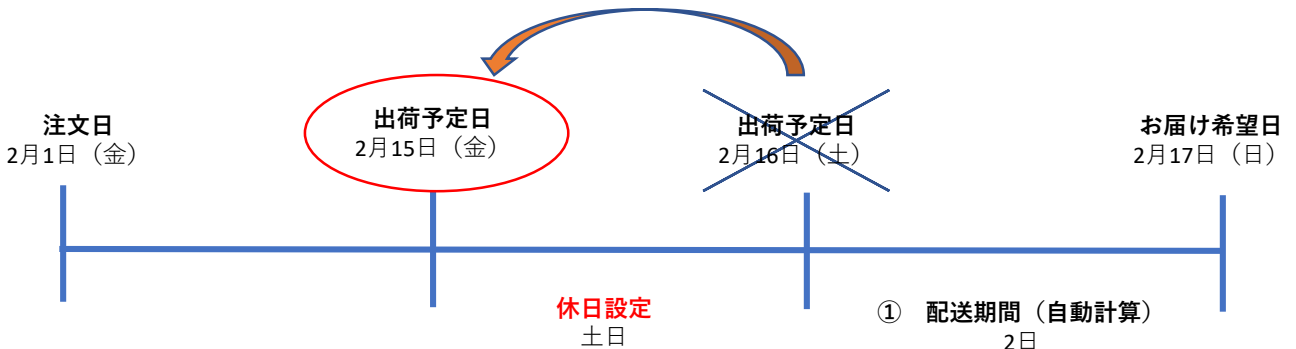 注文日
2月1日（金）
出荷予定日
2月15日（金）
出荷予定日
2月16日（土）
お届け希望日
2月17日（日）
休日設定
土日
① 配送期間（自動計算）
2日